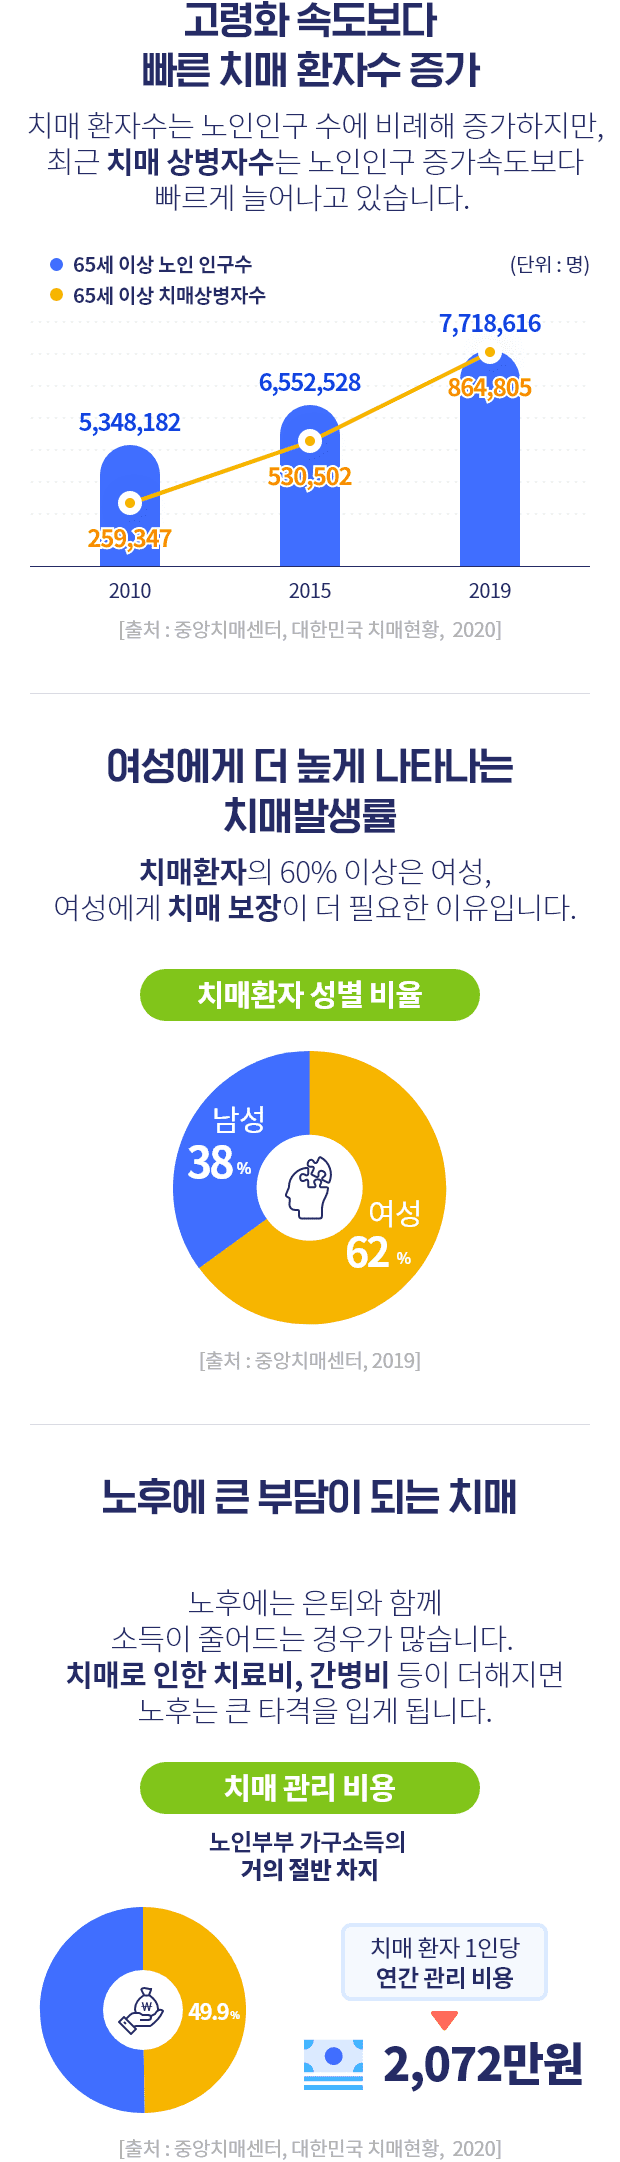 고령화 속도보다
빠른 치매 환자수 증가
치매 환자수는 노인인구 수에 비례해 증가하지만,
최근 치매 상병자수는 노인인구 증가속도보다
빠르게 늘어나고 있습니다.
65세 이상 노인 인구수
(단위 : 명)
65세 이상 치매상병자수
7,718,616
6,552,528
864,805
5,348,182
530,502
259,347
2010
2015
2019
[출처 : 중앙치매센터, 대한민국 치매현황, 2020]
여성에게 더 높게 나타나는
치매발생률
치매환자의 60% 이상은 여성,
여성에게 치매 보장이 더 필요한 이유입니다.
치매환자 성별 비율
남성
38 %
여성
62 %
[출처 : 중앙치매센터, 2019]
노후에 큰 부담이 되는 치매
노후에는 은퇴와 함께
소득이 줄어드는 경우가 많습니다.
치매로 인한 치료비, 간병비 등이 더해지면
노후는 큰 타격을 입게 됩니다.
치매 관리 비용
노인부부 가구소득의
거의 절반 차지
치매 환자 1인당
연간 관리 비용
₩
49.9%
2,072만원
[출처 : 중앙치매센터, 대한민국 치매현황, 2020]